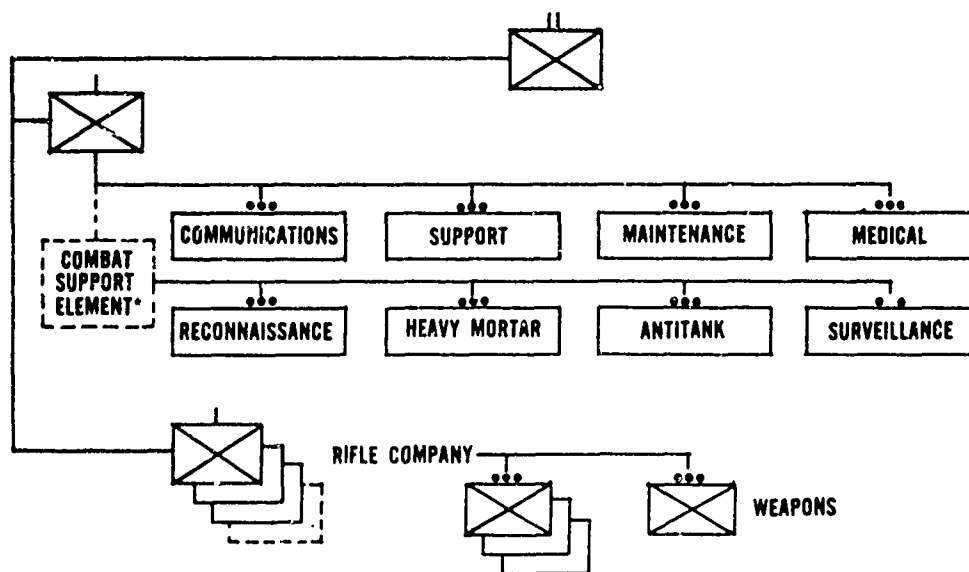 COMMUNICATIONS
SUPPORT
MAINTENANCE
MEDICAL
COMBAT
SUPPORT
ELEMENT*
RECONNAISSANCE
HEAVY MORTAR
ANTITANK
SURVEILLANCE
RIFLE COMPANY
WEAPONS